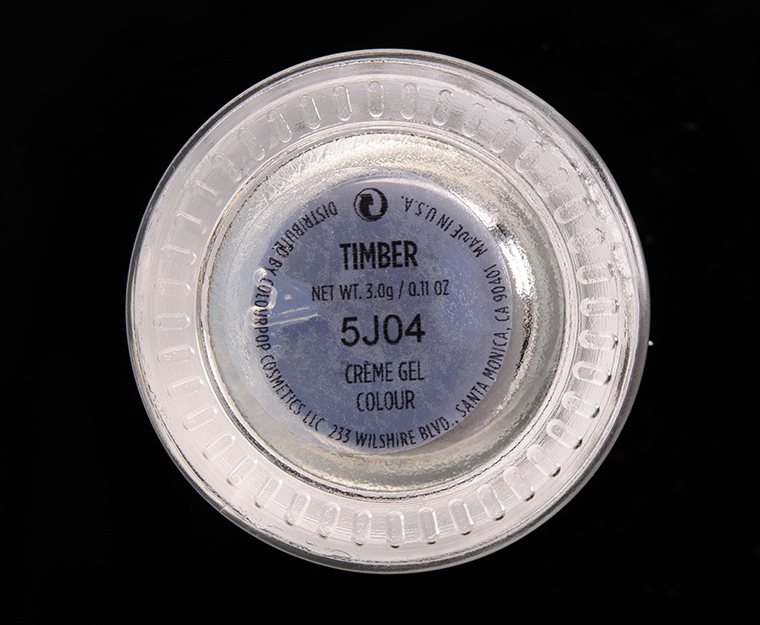 TIMBER
NET WT. 3.0g / 0.11 OZ
5J04
CRÈME GEL
COLOUR
DISTRIBUTED BY COLOURPOP COSMETICS LLC 233 WILSHIRE BLVD., SANTA MONICA, CA 90401 MADE IN U.S.A.